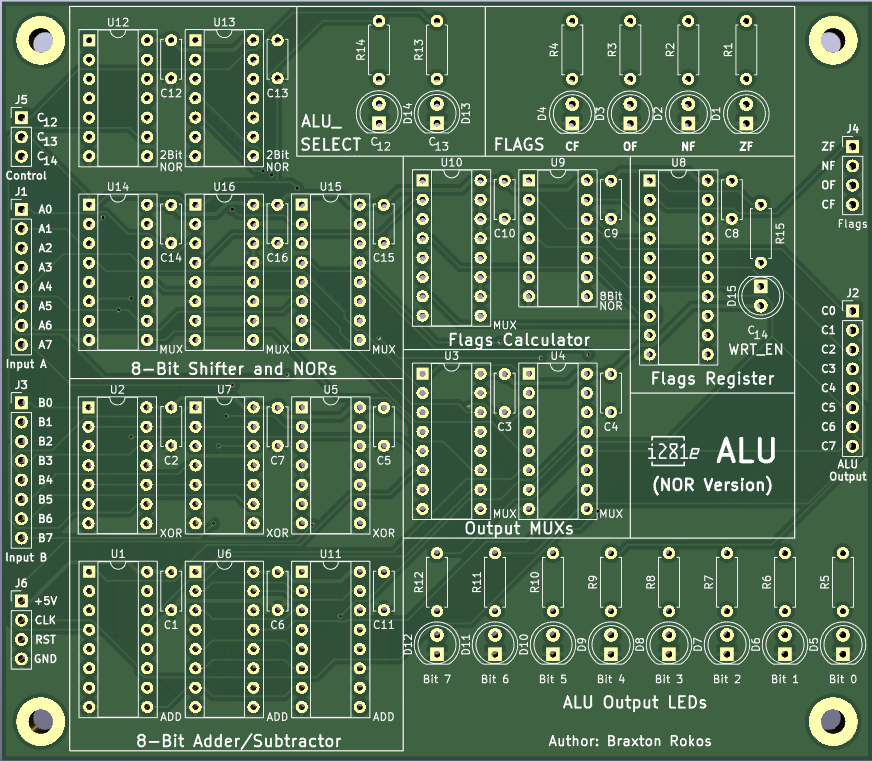 U12
U13
C12
C13
2Bit
NOR
2Bit
NOR
R14
R13
D14
D13
ALU_
SELECT
C12
C13
R4
R3
R2
R1
D4
D3
D2
D1
FLAGS
CF
OF
NF
ZF
J5
C12
C13
C14
Control
J1
A0
A1
A2
A3
A4
A5
A6
A7
Input A
J3
B0
B1
B2
B3
B4
B5
B6
B7
Input B
J6
+5V
CLK
RST
GND
U14
U16
U15
C14
C16
C15
MUX
MUX
MUX
8-Bit Shifter and NORs
U10
U9
C10
C9
8Bit
NOR
MUX
Flags Calculator
U8
C8
R15
D15
C14
WRT_EN
Flags Register
J4
ZF
NF
OF
CF
Flags
J2
C0
C1
C2
C3
C4
C5
C6
C7
ALU
Output
U2
U7
U5
C2
C7
C5
XOR
XOR
XOR
U3
U4
C3
C4
MUX
MUX
Output MUXs
i281e ALU
(NOR Version)
U1
U6
U11
C1
C6
C11
ADD
ADD
ADD
8-Bit Adder/Subtractor
R12
R11
R10
R9
R8
R7
R6
R5
D12
D11
D10
D9
D8
D7
D6
D5
Bit 7
Bit 6
Bit 5
Bit 4
Bit 3
Bit 2
Bit 1
Bit 0
ALU Output LEDs
Author: Braxton Rokos